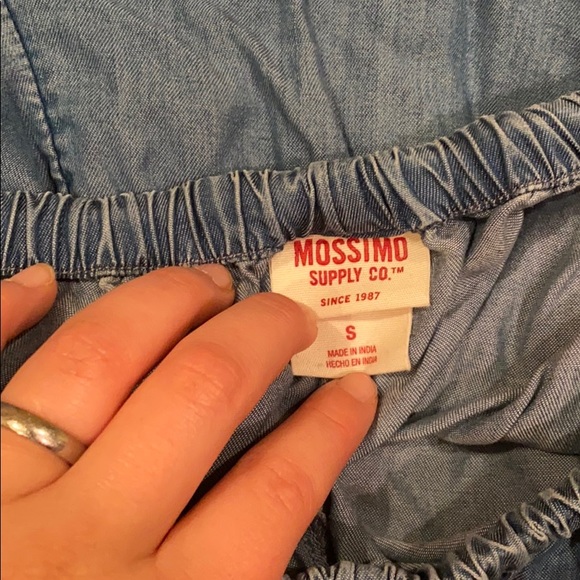 MOSSIMO
SUPPLY CO.™
SINCE 1987
S
MADE IN INDIA
HECHO EN INDIA